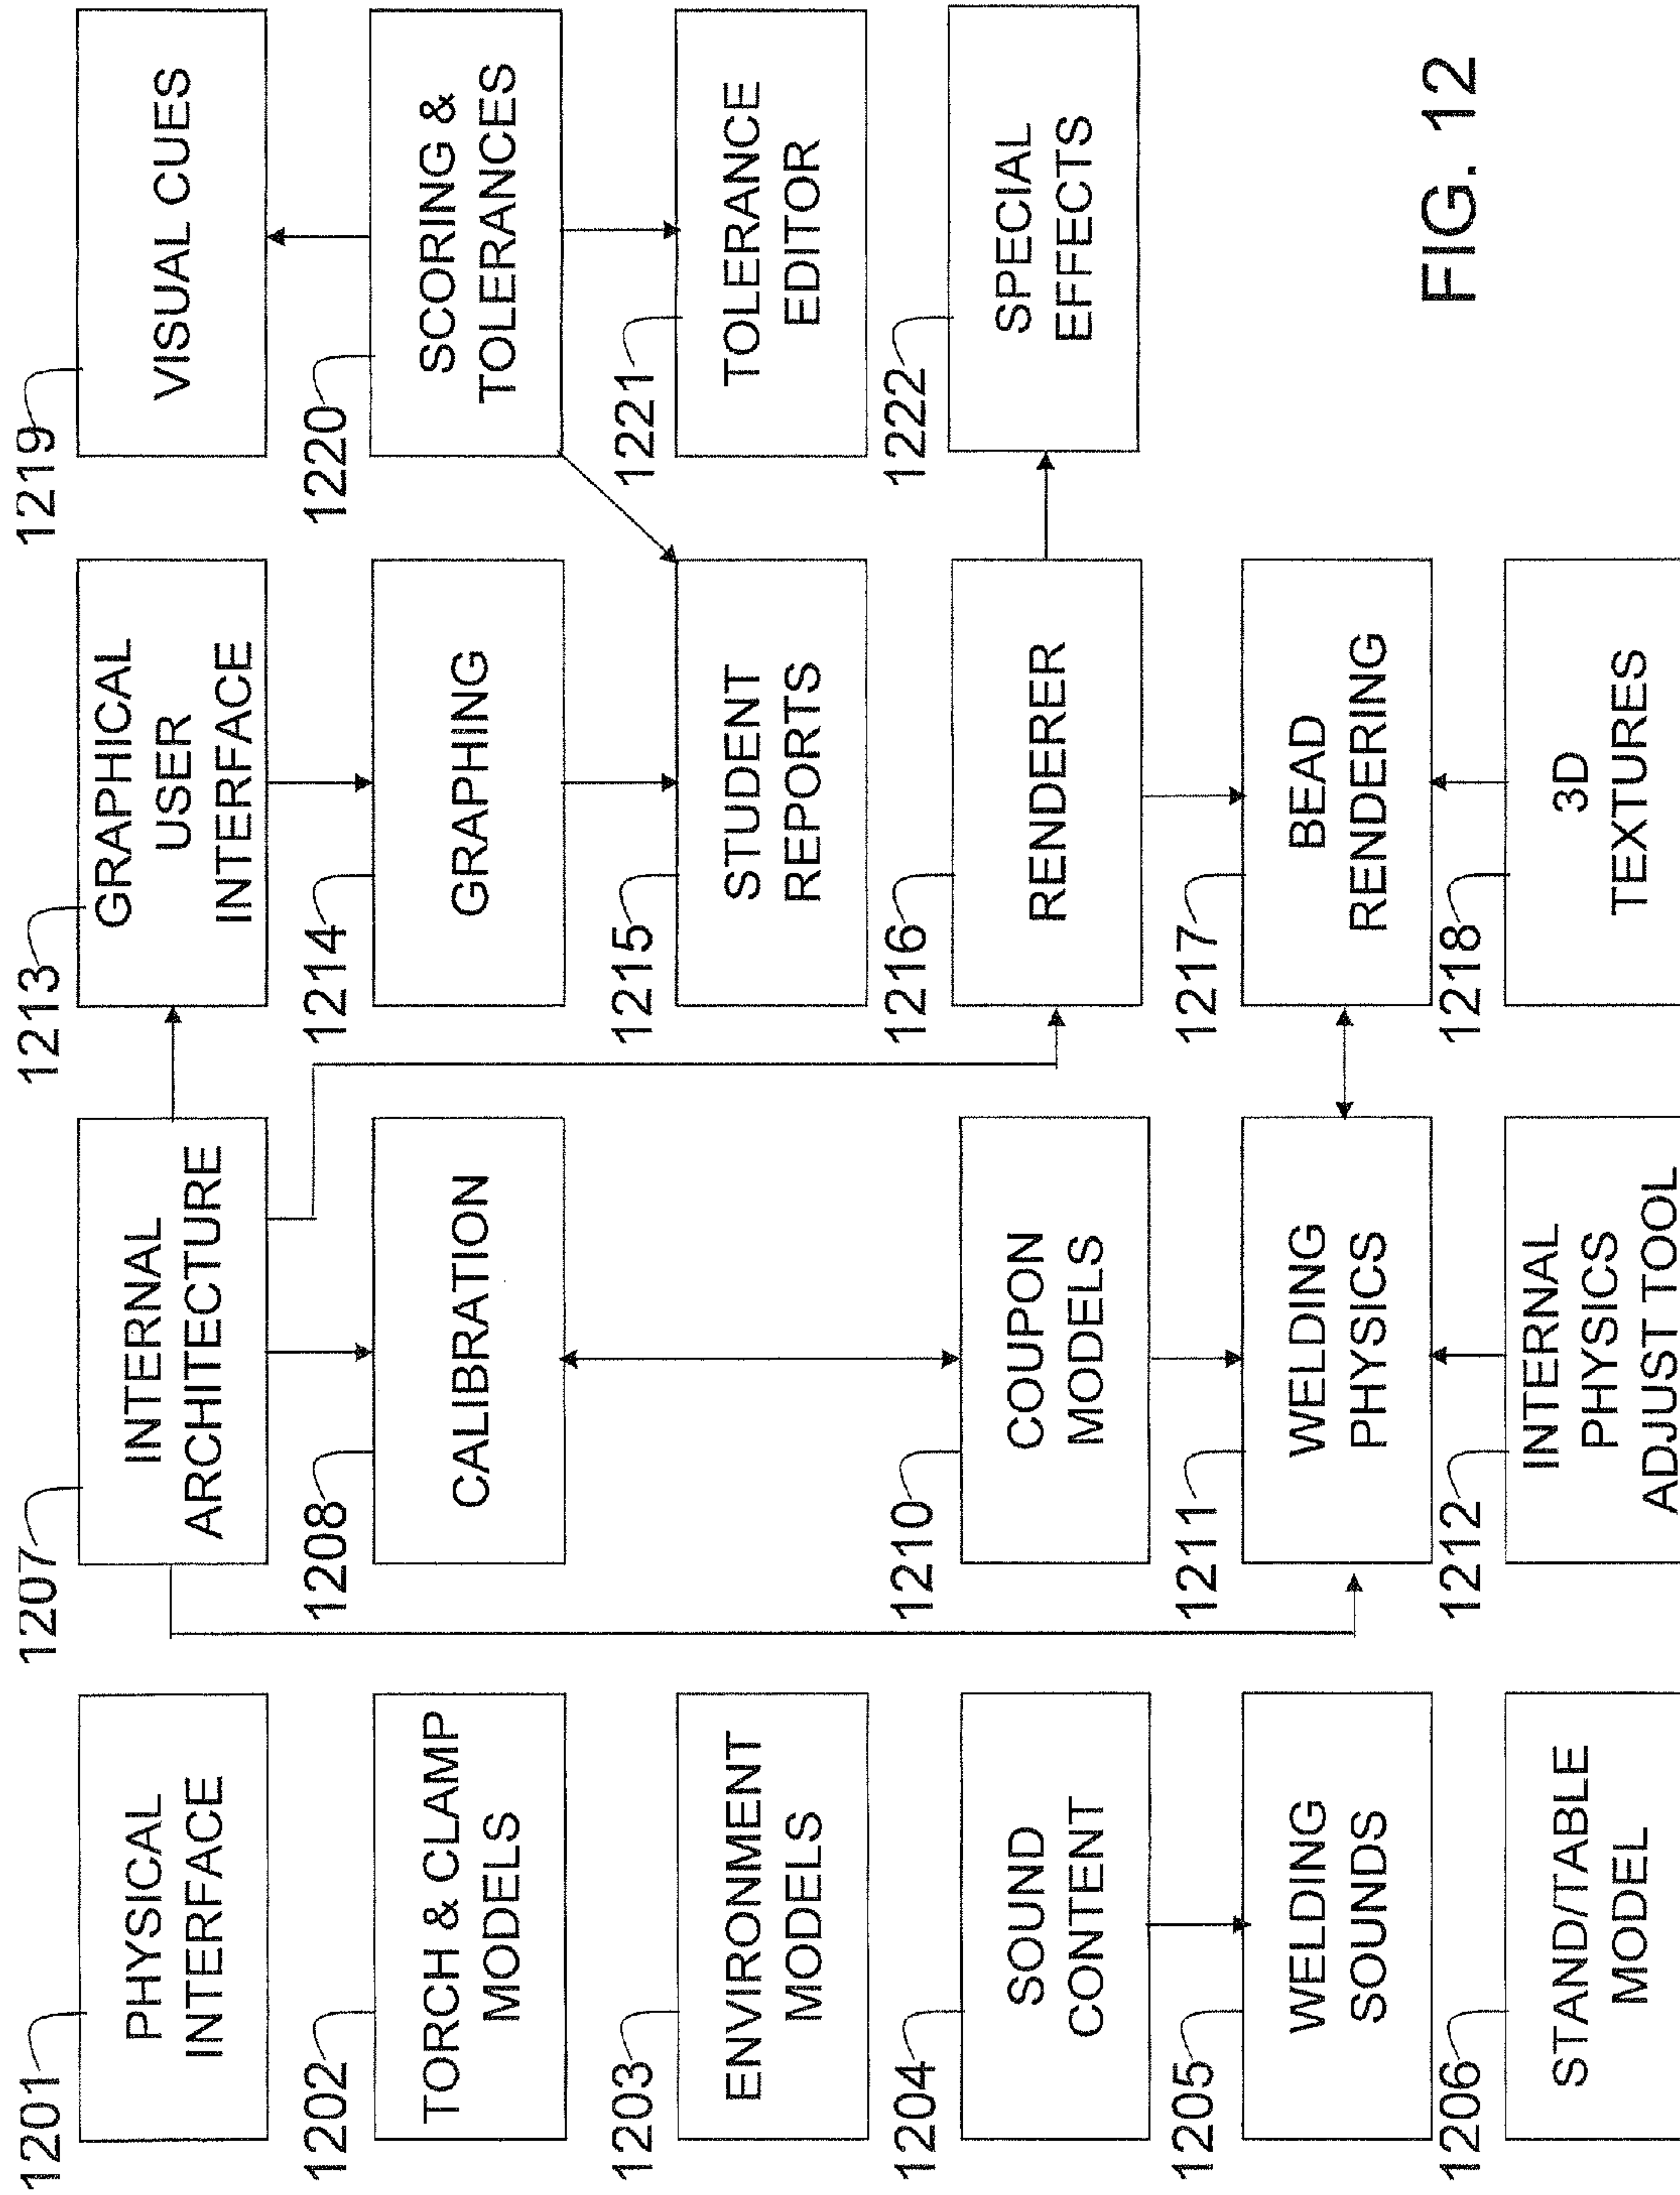 1201
PHYSICAL
INTERFACE
1202
TORCH & CLAMP
MODELS
1203
ENVIRONMENT
MODELS
1204
SOUND
CONTENT
1205
WELDING
SOUNDS
1206
STAND/TABLE
MODEL
1207
INTERNAL
ARCHITECTURE
1208
CALIBRATION
1210
COUPON
MODELS
1211
WELDING
PHYSICS
1212
INTERNAL
PHYSICS
ADJUST TOOL
1213
GRAPHICAL
USER
INTERFACE
1214
GRAPHING
1215
STUDENT
REPORTS
1216
RENDERER
1217
BEAD
RENDERING
1218
3D
TEXTURES
1219
VISUAL CUES
1220
SCORING &
TOLERANCES
1221
TOLERANCE
EDITOR
1222
SPECIAL
EFFECTS
FIG. 12